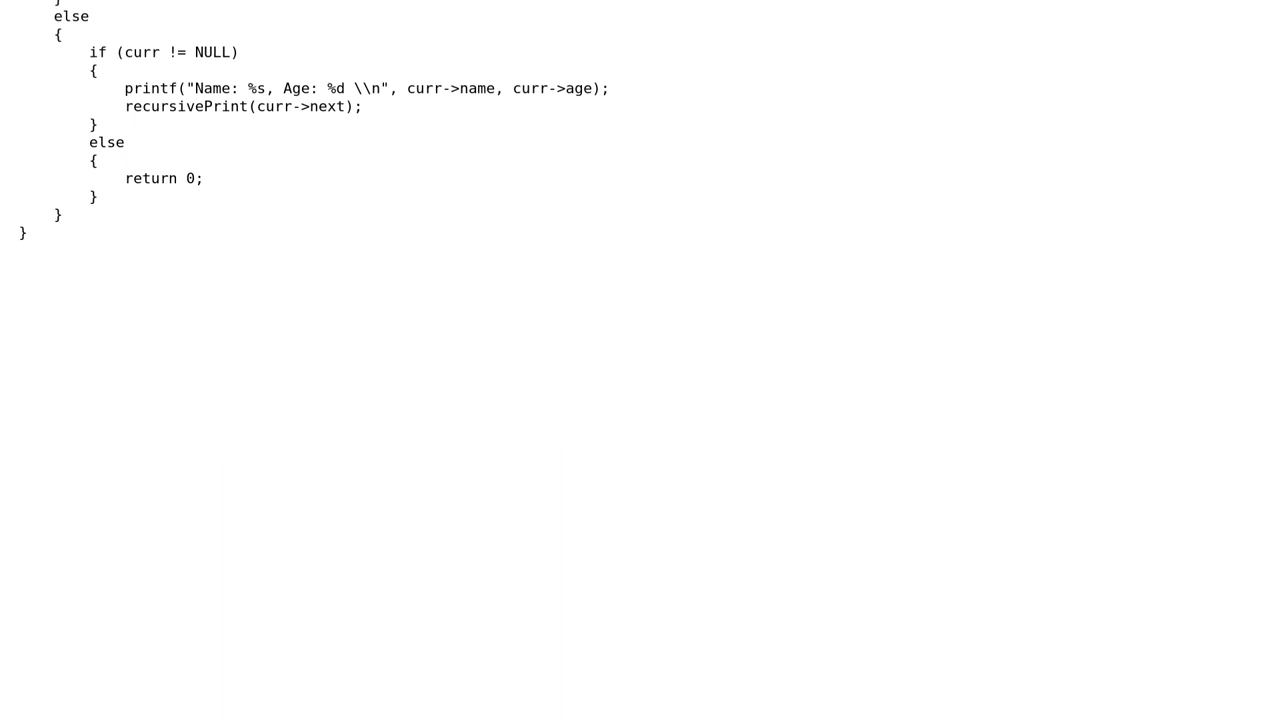 }
else
{
if (curr != NULL)
{
printf("Name: %s, Age: %d \\n", curr->name, curr->age);
recursivePrint(curr->next);
}
else
{
return 0;
}
}
}